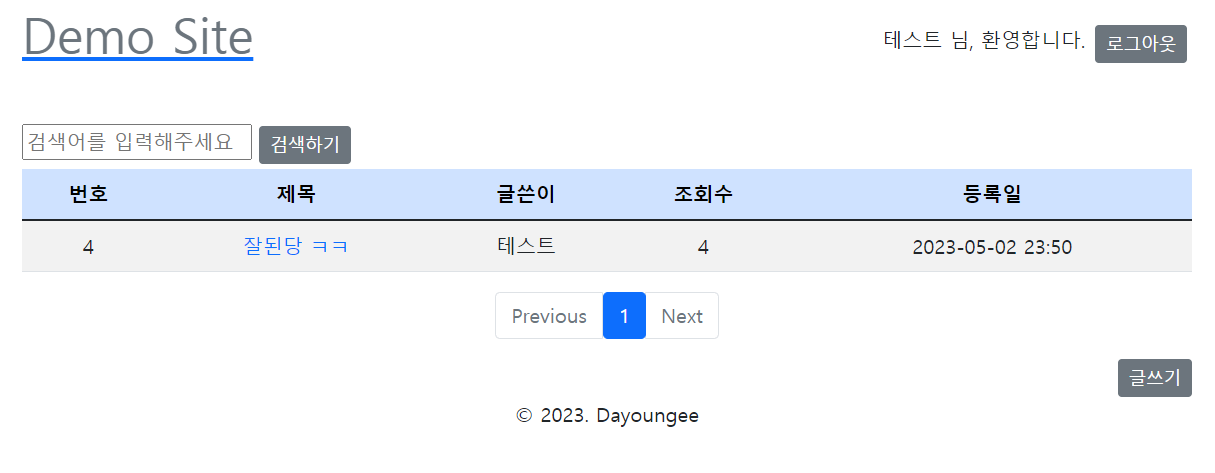 Demo Site
테스트 님, 환영합니다. 로그아웃
검색어를 입력해주세요 검색하기
번호 제목 글쓴이 조회수 등록일
4 잘된당 ㅋㅋ 테스트 4 2023-05-02 23:50
Previous 1 Next
글쓰기
© 2023. Dayoungee